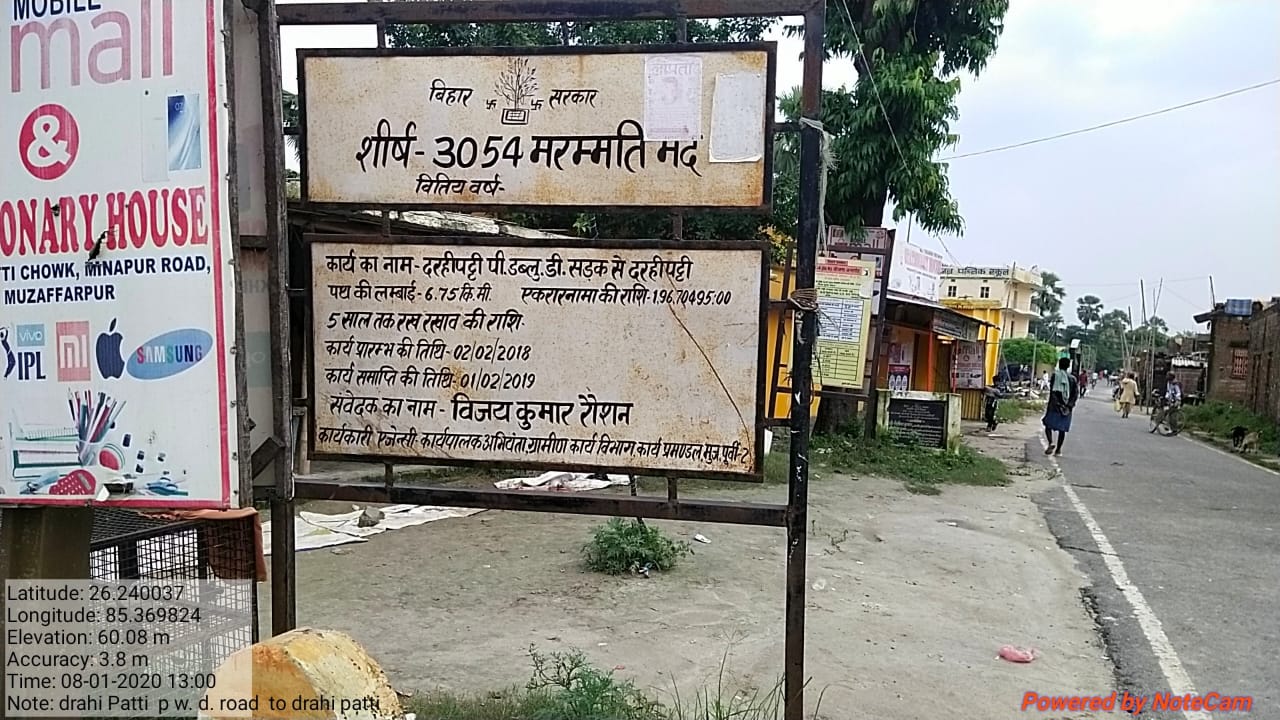 MOBILE
mall
&
ONARY HOUSE
TI CHOWK, MINAPUR ROAD,
MUZAFFARPUR
vivo
IPL
mi
SAMSUNG
बिहार सरकार
शीर्ष- 3054 मरम्मति मद
वितिय वर्ष-
लापता
कार्य का नाम- दरहीपट्टी पी.डब्लु.डी. सड़क से दरहीपट्टी
पथ की लम्बाई- 6.75 कि.मी. एकरारनामा की राशि-19670495.00
5 साल तक रख रखाव की राशि-
कार्य प्रारम्भ की तिथि- 02/02/2018
कार्य समाप्ति की तिथि- 01/02/2019
संवेदक का नाम- विजय कुमार रौशन
कार्यकारी एजेन्सी- कार्यपालक अभियंता, ग्रामीण कार्य विभाग, कार्य प्रमण्डल मुज. पूर्वी-2
पब्लिक स्कूल
Latitude: 26.240037
Longitude: 85.369824
Elevation: 60.08 m
Accuracy: 3.8 m
Time: 08-01-2020 13:00
Note: drahi Patti p w. d. road to drahi patti
Powered by NoteCam